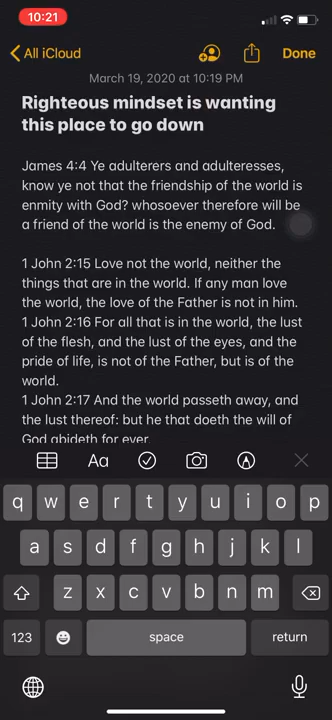 10:21
All iCloud
Done
March 19, 2020 at 10:19 PM
Righteous mindset is wanting
this place to go down
James 4:4 Ye adulterers and adulteresses,
know ye not that the friendship of the world is
enmity with God? whosoever therefore will be
a friend of the world is the enemy of God.
1 John 2:15 Love not the world, neither the
things that are in the world. If any man love
the world, the love of the Father is not in him.
1 John 2:16 For all that is in the world, the lust
of the flesh, and the lust of the eyes, and the
pride of life, is not of the Father, but is of the
world.
1 John 2:17 And the world passeth away, and
the lust thereof: but he that doeth the will of
God abideth for ever.
Aa
q w e r t y u i o p
a s d f g h j k l
z x c v b n m
123 space return